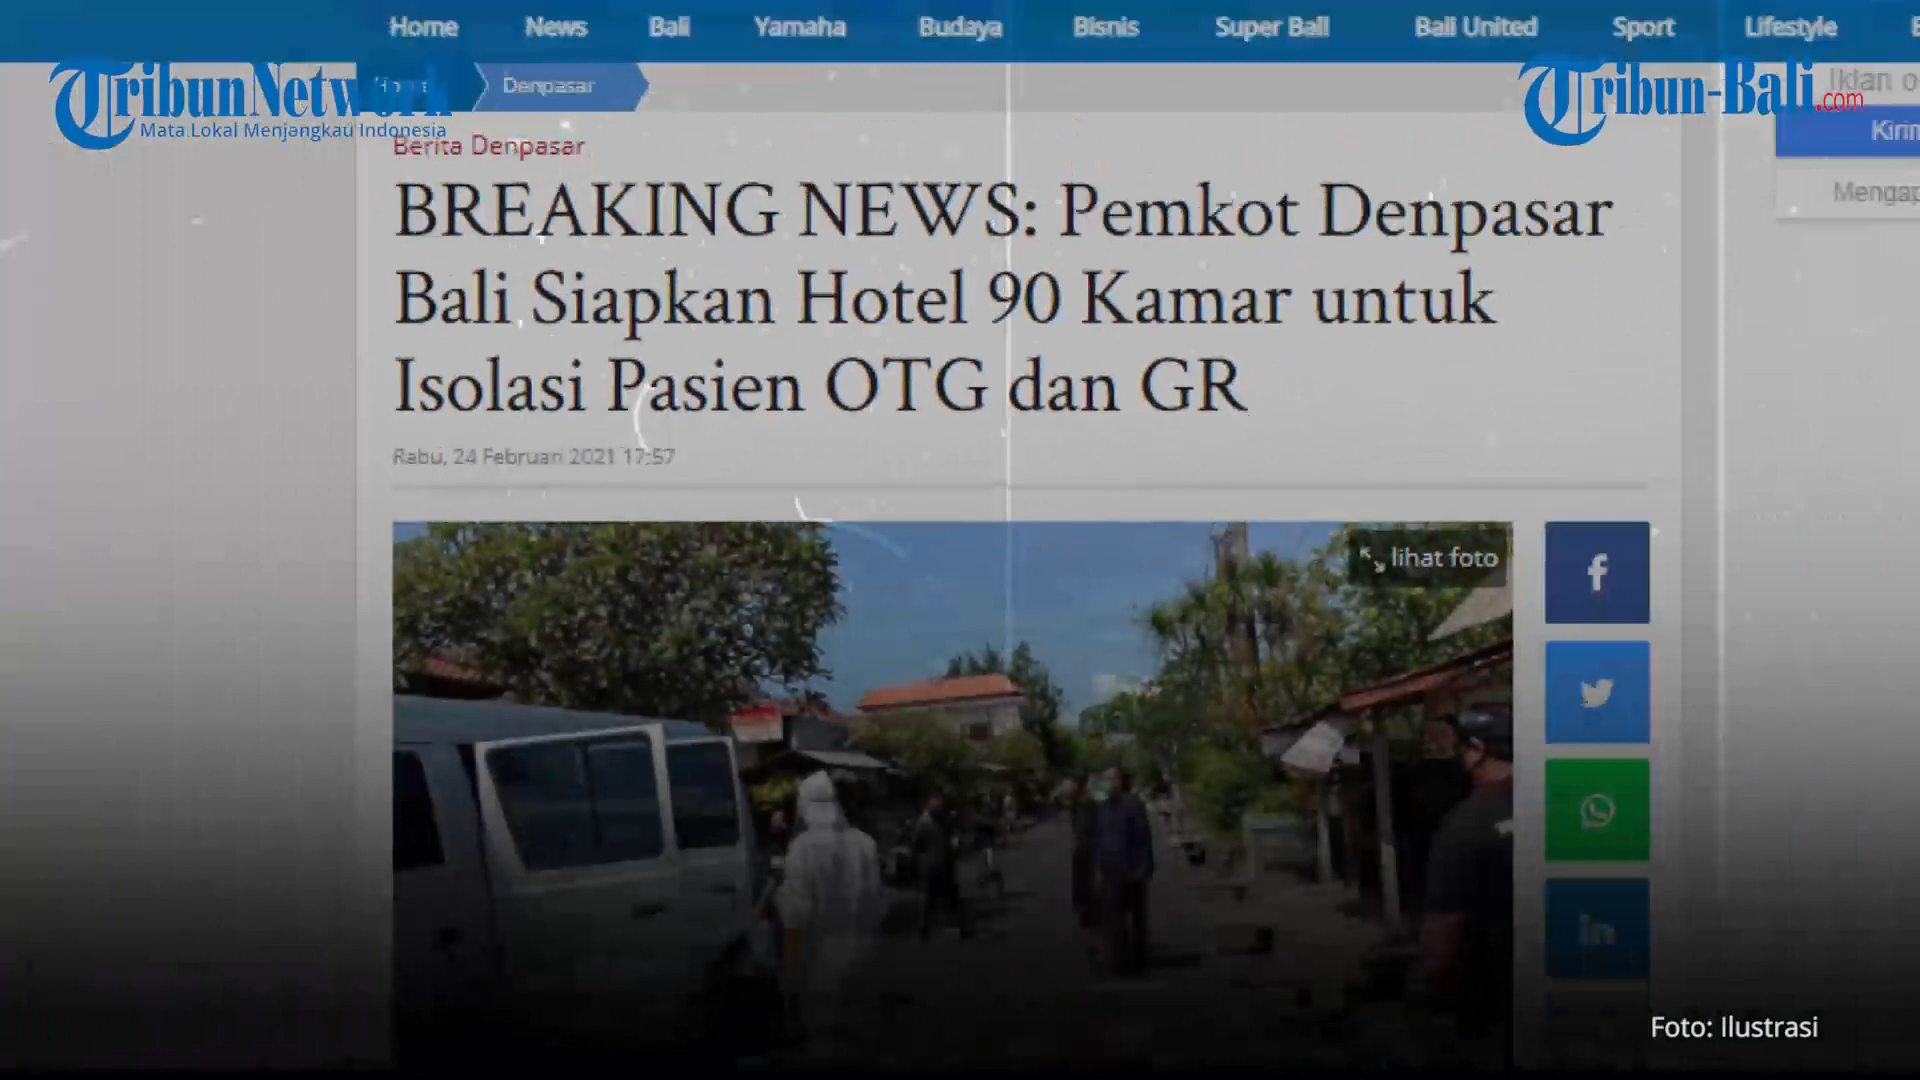 Home News Bali Yamaha Budaya Bisnis Super Ball Bali United Sport Lifestyle
TribunNetwork
Mata Lokal Menjangkau Indonesia
Denpasar
Tribun-Bali.com
Iklan
Berita Denpasar
BREAKING NEWS: Pemkot Denpasar
Bali Siapkan Hotel 90 Kamar untuk
Isolasi Pasien OTG dan GR
Rabu, 24 Februari 2021 17:57
lihat foto
f
in
Foto: Ilustrasi